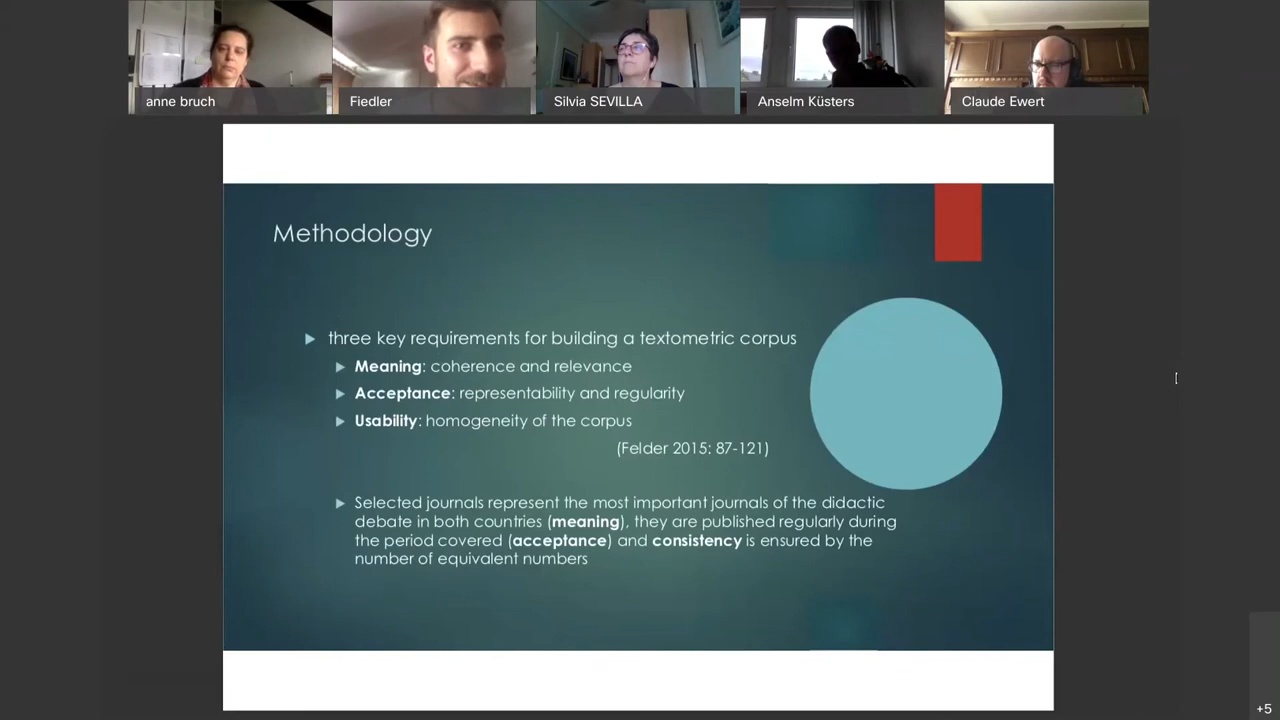 anne bruch
Fiedler
Silvia SEVILLA
Anselm Küsters
Claude Ewert
Methodology
three key requirements for building a textometric corpus
Meaning: coherence and relevance
Acceptance: representability and regularity
Usability: homogeneity of the corpus
(Felder 2015: 87-121)
Selected journals represent the most important journals of the didactic
debate in both countries (meaning), they are published regularly during
the period covered (acceptance) and consistency is ensured by the
number of equivalent numbers
+5